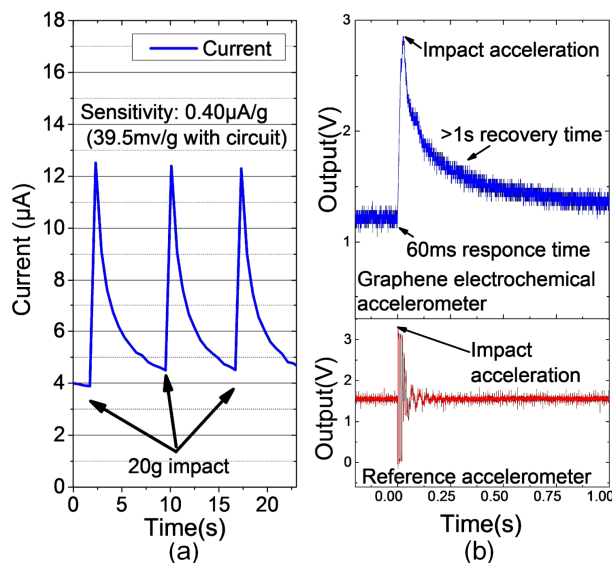 Current
Sensitivity: 0.40μA/g
(39.5mv/g with circuit)
20g impact
Current (μA)
18
16
14
12
10
8
6
4
2
0
0 5 10 15 20
Time(s)
(a)
Impact acceleration
>1s recovery time
60ms responce time
Graphene electrochemical
accelerometer
Output(V)
3
2
1
Impact
acceleration
Reference accelerometer
Output(V)
3
2
1
0
0.00 0.25 0.50 0.75 1.00
Time(s)
(b)